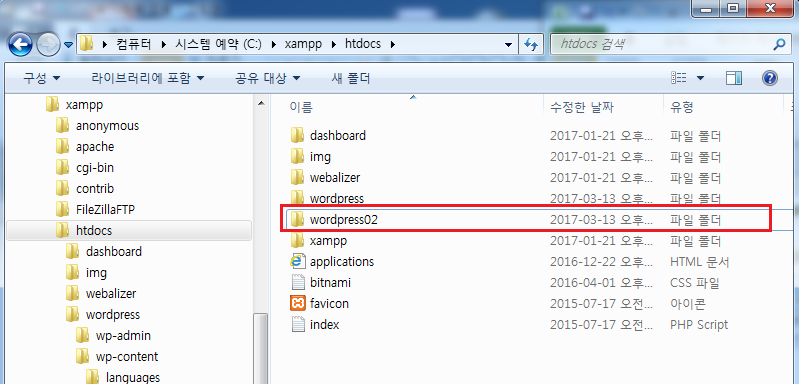 컴퓨터 ▸ 시스템 예약 (C:) ▸ xampp ▸ htdocs ▸
htdocs 검색
구성 라이브러리에 포함 공유 대상 새 폴더
xampp
anonymous
apache
cgi-bin
contrib
FileZillaFTP
htdocs
dashboard
img
webalizer
wordpress
wp-admin
wp-content
languages
이름 수정한 날짜 유형
dashboard 2017-01-21 오후... 파일 폴더
img 2017-01-21 오후... 파일 폴더
webalizer 2017-01-21 오후... 파일 폴더
wordpress 2017-03-13 오후... 파일 폴더
wordpress02 2017-03-13 오후... 파일 폴더
xampp 2017-01-21 오후... 파일 폴더
applications 2016-12-22 오후... HTML 문서
bitnami 2016-04-01 오후... CSS 파일
favicon 2015-07-17 오전... 아이콘
index 2015-07-17 오전... PHP Script